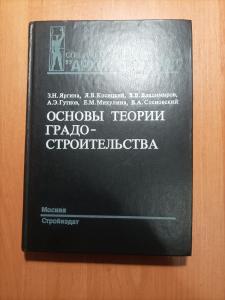 З.Н. Яргина, Я.В. Косицкий, В.В. Владимиров,
А.Э. Гутнов, Е.М. Микулина, В.А. Сосновский
ОСНОВЫ ТЕОРИИ
ГРАДО-
СТРОИТЕЛЬСТВА
Москва
Стройиздат